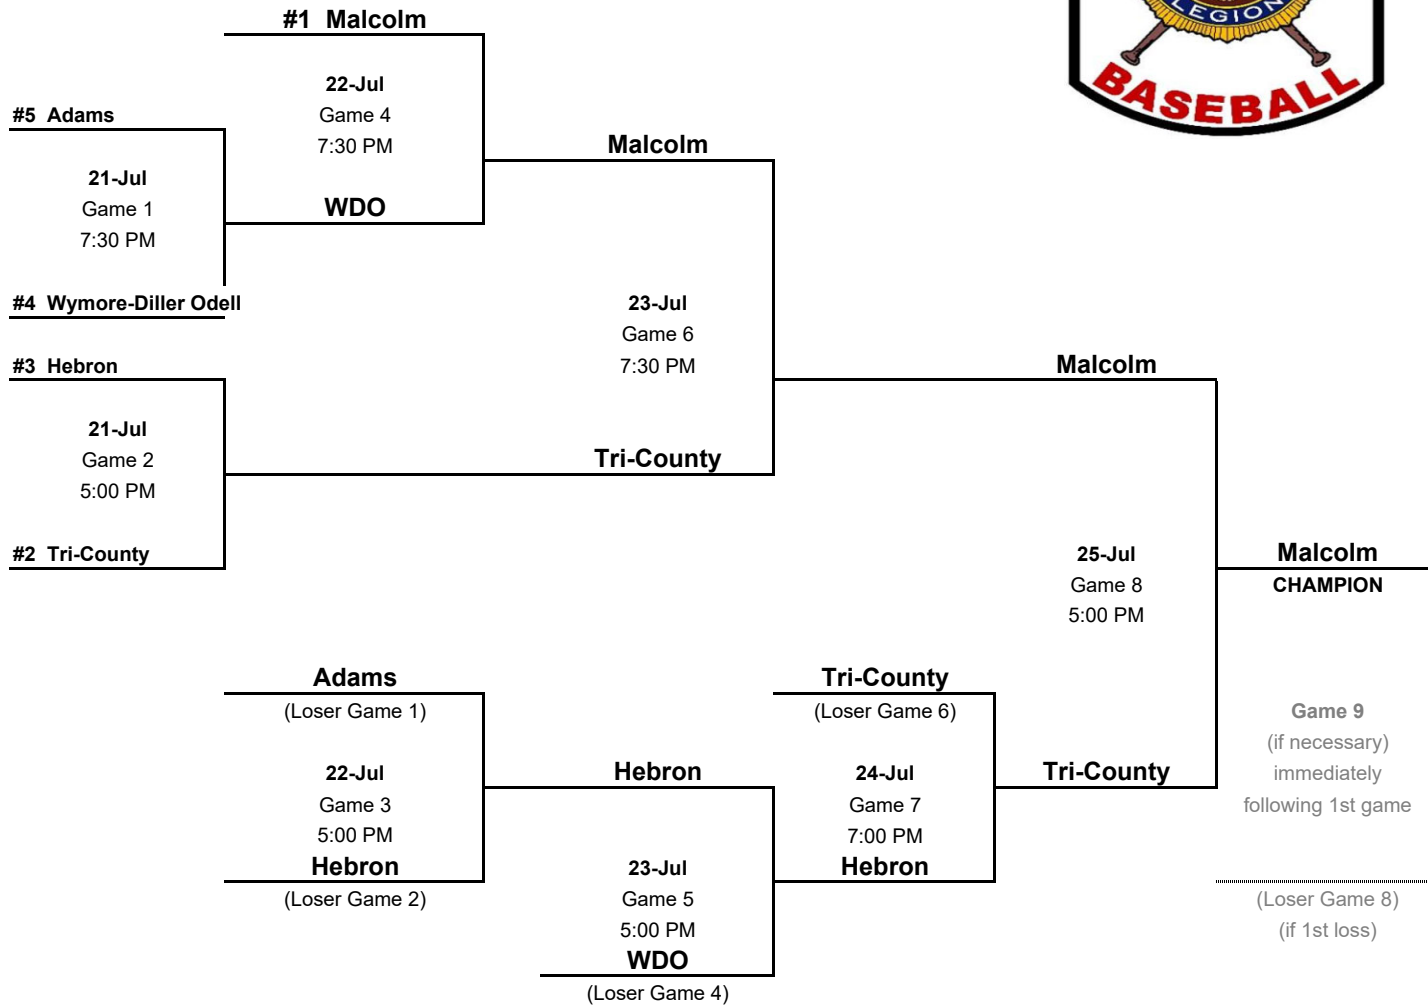 #1 Malcolm
LEGION
BASEBALL
22-Jul
Game 4
7:30 PM
#5 Adams
Malcolm
21-Jul
Game 1
7:30 PM
WDO
#4 Wymore-Diller Odell
23-Jul
Game 6
7:30 PM
#3 Hebron
Malcolm
21-Jul
Game 2
5:00 PM
Tri-County
#2 Tri-County
25-Jul
Game 8
5:00 PM
Malcolm
CHAMPION
Adams
(Loser Game 1)
Tri-County
(Loser Game 6)
Game 9
(if necessary)
immediately
following 1st game
22-Jul
Game 3
5:00 PM
Hebron
24-Jul
Game 7
7:00 PM
Tri-County
Hebron
(Loser Game 2)
23-Jul
Game 5
5:00 PM
Hebron
(Loser Game 8)
(if 1st loss)
WDO
(Loser Game 4)